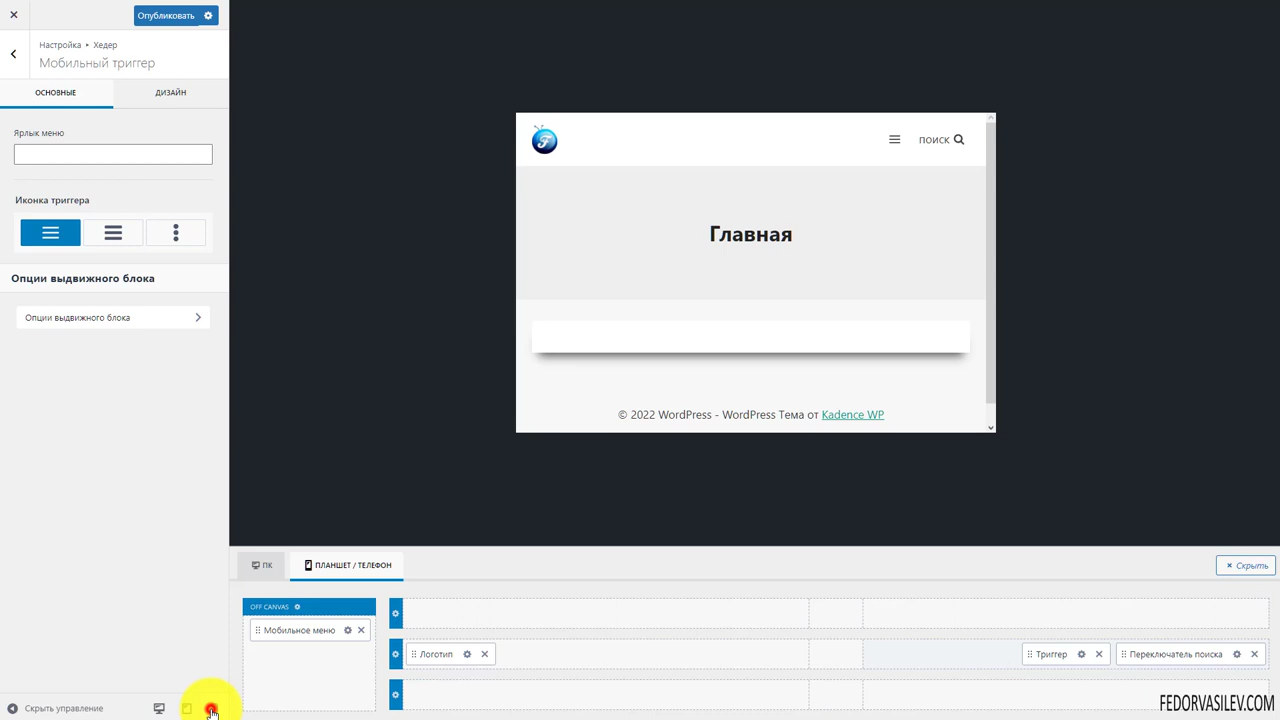 Опубликовать
Настройка ▸ Хедер
Мобильный триггер
ОСНОВНЫЕ
ДИЗАЙН
Ярлык меню
Иконка триггера
Опции выдвижного блока
Опции выдвижного блока
поиск
Главная
© 2022 WordPress - WordPress Тема от Kadence WP
ПК
ПЛАНШЕТ / ТЕЛЕФОН
× Скрыть
OFF CANVAS
Мобильное меню
Логотип
Триггер
Переключатель поиска
Скрыть управление
FEDORVASILEV.COM